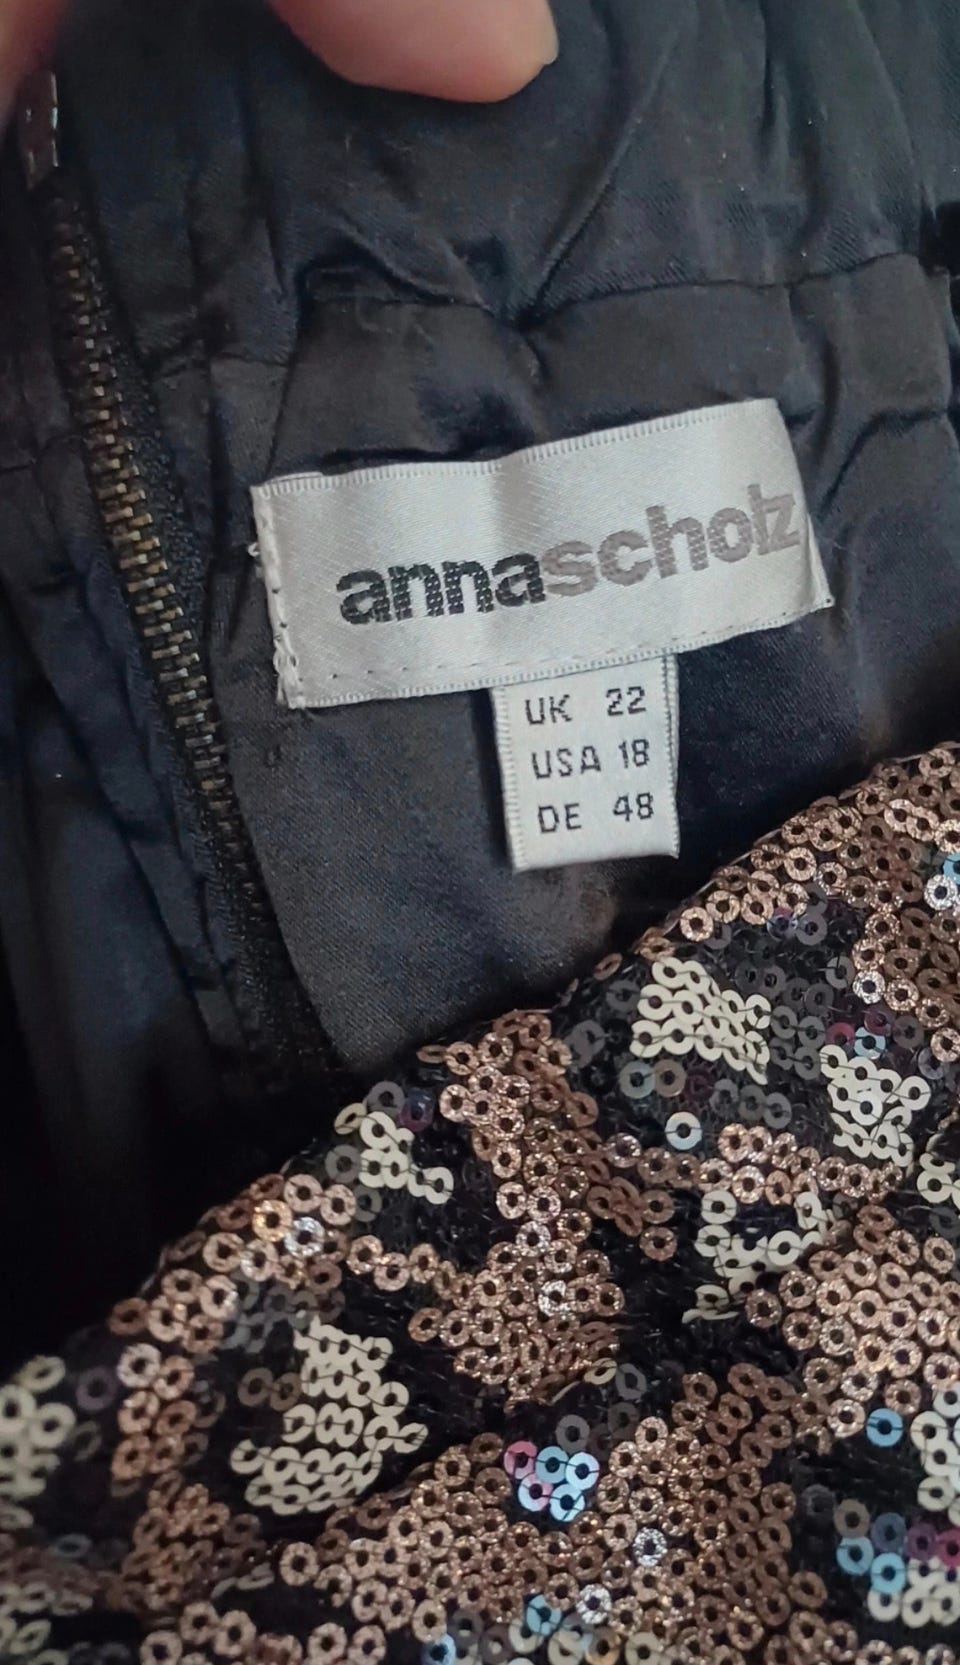 annascholz
UK 22
USA 18
DE 48